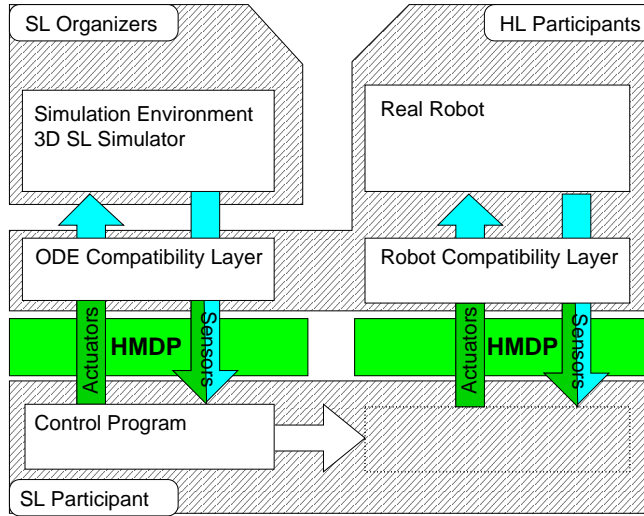 SL Organizers
HL Participants
Simulation Environment
3D SL Simulator
Real Robot
ODE Compatibility Layer
Robot Compatibility Layer
Actuators
HMDP
Sensors
Actuators
HMDP
Sensors
Control Program
SL Participant